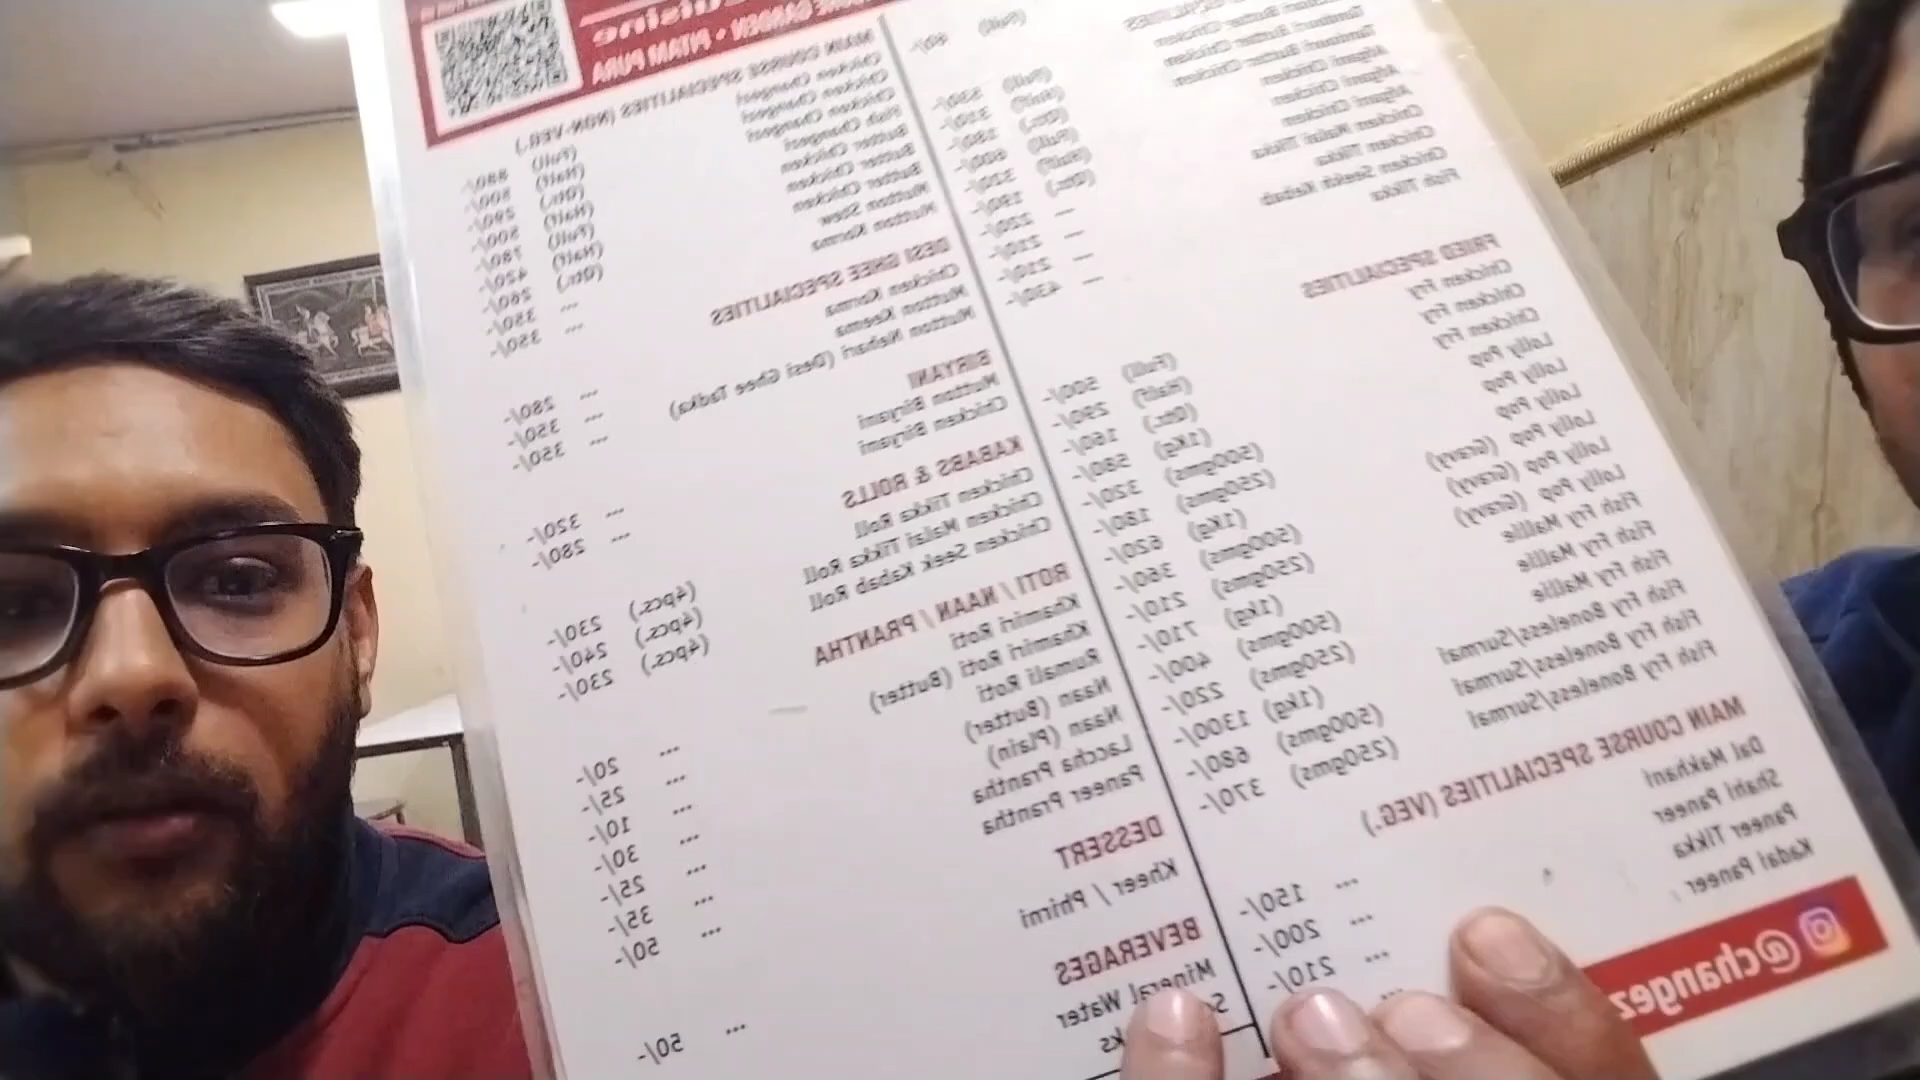 Cuisine
PITAM PURA
Tandoori Butter Chicken
Tandoori Butter Chicken
Afgani Chicken (Full) 600/-
Afgani Chicken (Half) 320/-
Afgani Chicken (Qtr.) 190/-
Chicken Malai Tikka ... 220/-
Chicken Tikka ... 210/-
Chicken Seekh Kabab ... 210/-
Fish Tikka ... 430/-
FRIED SPECIALITIES
Chicken Fry (Full) 500/-
Chicken Fry (Half) 290/-
Chicken Fry (Qtr.) 160/-
Lolly Pop (1Kg) 580/-
Lolly Pop (500gms) 320/-
Lolly Pop (250gms) 180/-
Lolly Pop (Gravy) (1Kg) 620/-
Lolly Pop (Gravy) (500gms) 360/-
Lolly Pop (Gravy) (250gms) 210/-
Fish Fry Mallie (1kg) 710/-
Fish Fry Mallie (500gms) 400/-
Fish Fry Mallie (250gms) 220/-
Fish Fry Boneless/Surmai (1kg) 1300/-
Fish Fry Boneless/Surmai (500gms) 680/-
Fish Fry Boneless/Surmai (250gms) 370/-
MAIN COURSE SPECIALITIES (VEG.)
Dal Makhani ... 150/-
Shahi Paneer ... 200/-
Paneer Tikka ... 210/-
Kadai Paneer ...
@changez
MAIN COURSE SPECIALITIES (NON-VEG.)
Chicken Changezi (Full) 880/-
Chicken Changezi (Half) 500/-
Chicken Changezi (Qtr.) 290/-
Fish Changezi (Half) 500/-
Butter Chicken (Full) 780/-
Butter Chicken (Half) 420/-
Butter Chicken (Qtr.) 260/-
Mutton Stew ... 350/-
Mutton Korma ... 350/-
DESI GHEE SPECIALITIES
Chicken Korma ... 280/-
Mutton Keema ... 350/-
Mutton Nahari (Desi Ghee Tadka) ... 350/-
BIRYANI
Mutton Biryani ... 320/-
Chicken Biryani ... 280/-
KABABS & ROLLS
Chicken Tikka Roll (4pcs.) 230/-
Chicken Malai Tikka Roll (4pcs.) 240/-
Chicken Seek Kabab Roll (4pcs.) 230/-
ROTI / NAAN / PRANTHA
Khamiri Roti ... 20/-
Khamiri Roti (Butter) ... 25/-
Rumali Roti ... 10/-
Naan (Butter) ... 30/-
Naan (Plain) ... 25/-
Laccha Prantha ... 35/-
Paneer Prantha ... 50/-
DESSERT
Kheer / Phirni ... 50/-
BEVERAGES
Mineral Water